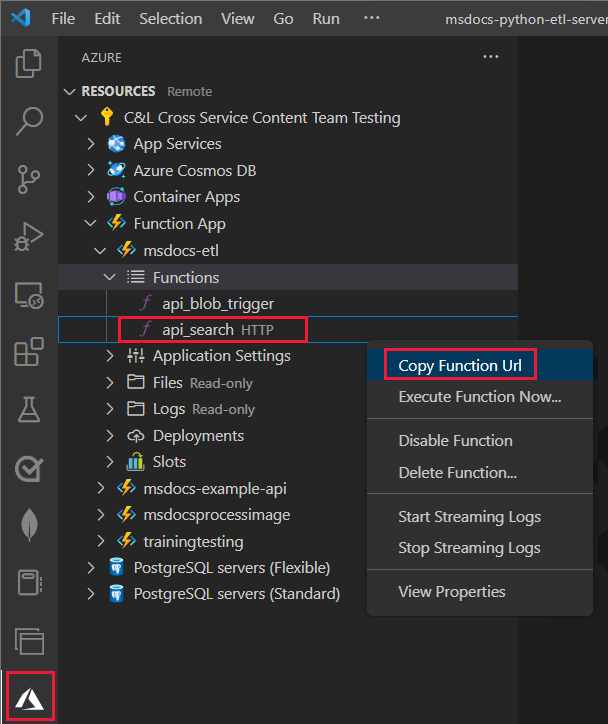 File Edit Selection View Go Run ··· msdocs-python-etl-server
AZURE ···
RESOURCES Remote
C&L Cross Service Content Team Testing
App Services
Azure Cosmos DB
Container Apps
Function App
msdocs-etl
Functions
api_blob_trigger
api_search HTTP
Application Settings
Files Read-only
Logs Read-only
Deployments
Slots
msdocs-example-api
msdocsprocessimage
trainingtesting
PostgreSQL servers (Flexible)
PostgreSQL servers (Standard)
Copy Function Url
Execute Function Now...
Disable Function
Delete Function...
Start Streaming Logs
Stop Streaming Logs
View Properties